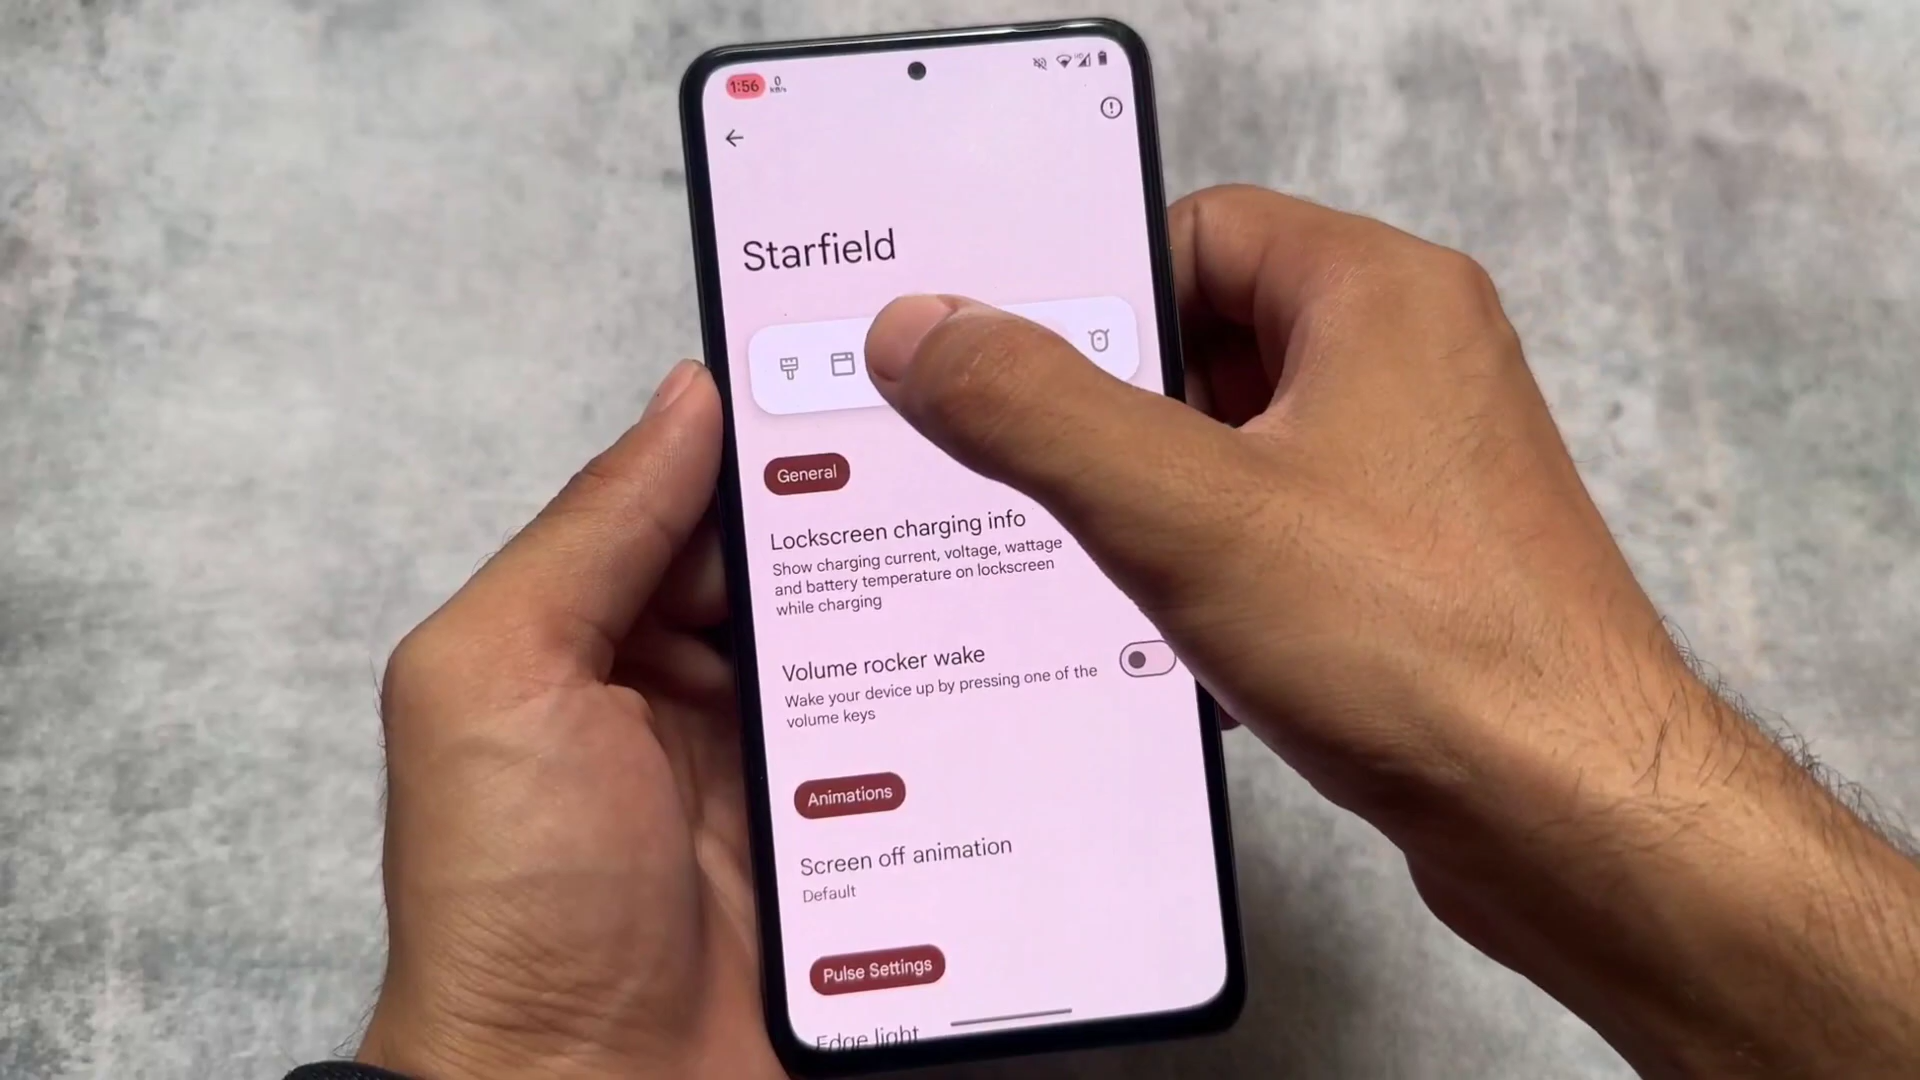 1:56 0 KB/s
Starfield
General
Lockscreen charging info
Show charging current, voltage, wattage
and battery temperature on lockscreen
while charging
Volume rocker wake
Wake your device up by pressing one of the
volume keys
Animations
Screen off animation
Default
Pulse Settings
Edge light